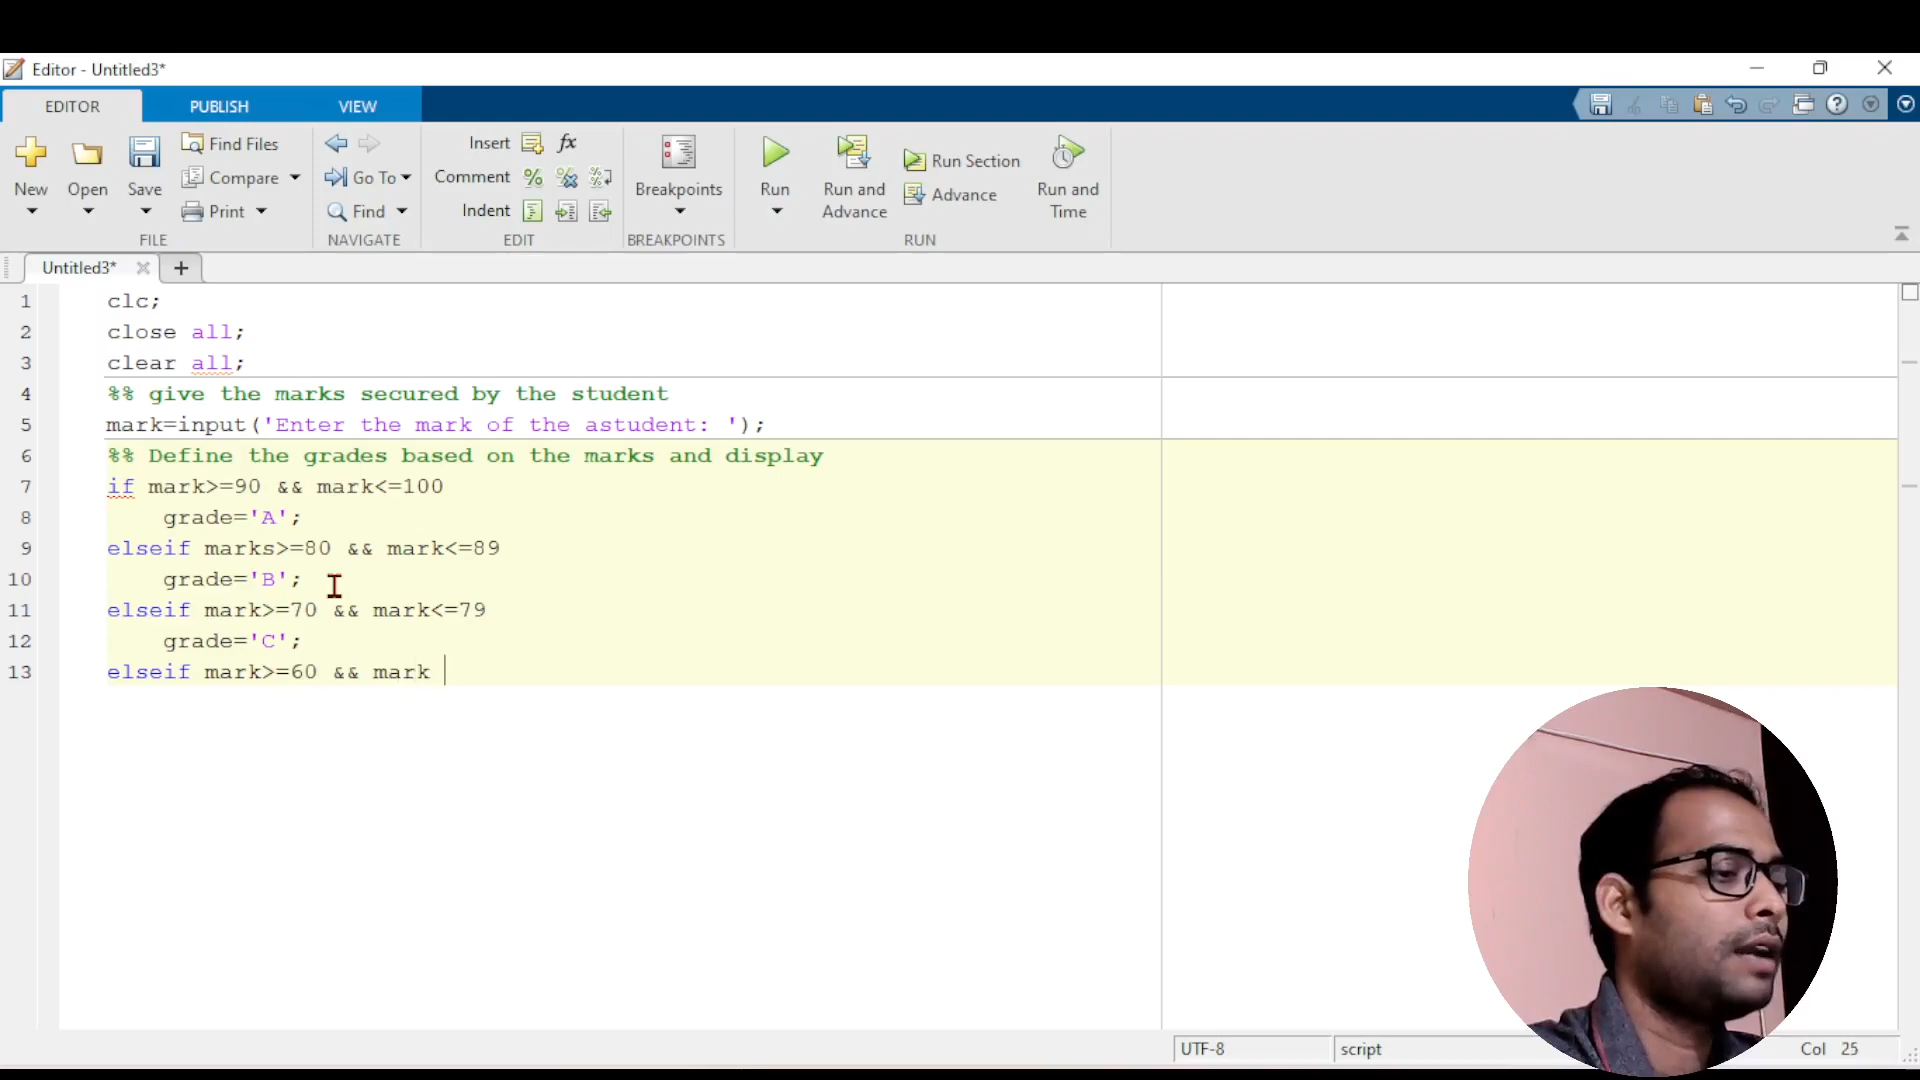 Editor - Untitled3*
EDITOR PUBLISH VIEW
New Open Save Find Files Compare Print FILE
Go To Find NAVIGATE
Insert fx Comment Indent EDIT
Breakpoints BREAKPOINTS
Run Run and Advance Run Section Advance Run and Time RUN
Untitled3*
1 clc;
2 close all;
3 clear all;
4 %% give the marks secured by the student
5 mark=input('Enter the mark of the astudent: ');
6 %% Define the grades based on the marks and display
7 if mark>=90 && mark<=100
8 grade='A';
9 elseif marks>=80 && mark<=89
10 grade='B';
11 elseif mark>=70 && mark<=79
12 grade='C';
13 elseif mark>=60 && mark
UTF-8 script Col 25